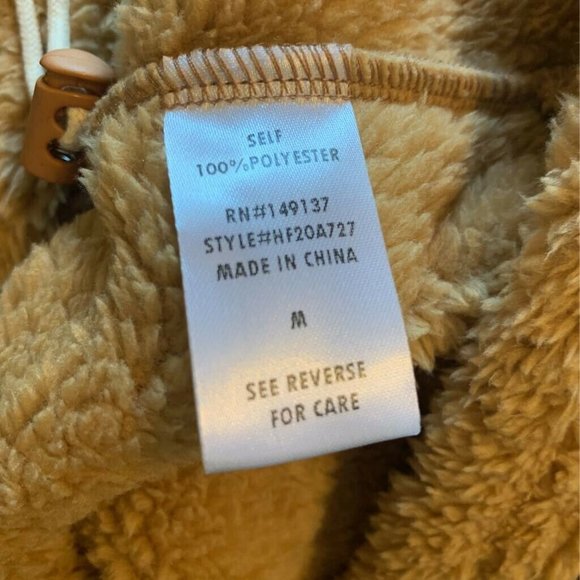 SELF
100%POLYESTER
RN#149137
STYLE#HF20A727
MADE IN CHINA
M
SEE REVERSE
FOR CARE